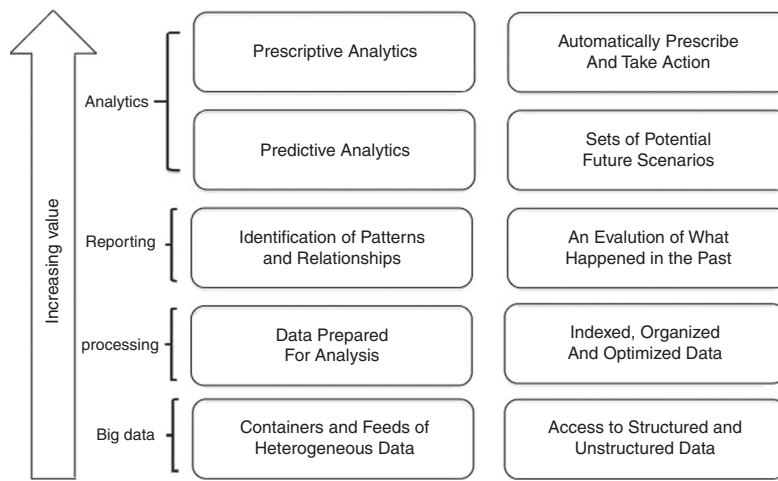 Increasing value
Analytics
Prescriptive Analytics
Automatically Prescribe
And Take Action
Predictive Analytics
Sets of Potential
Future Scenarios
Reporting
Identification of Patterns
and Relationships
An Evalution of What
Happened in the Past
processing
Data Prepared
For Analysis
Indexed, Organized
And Optimized Data
Big data
Containers and Feeds of
Heterogeneous Data
Access to Structured and
Unstructured Data